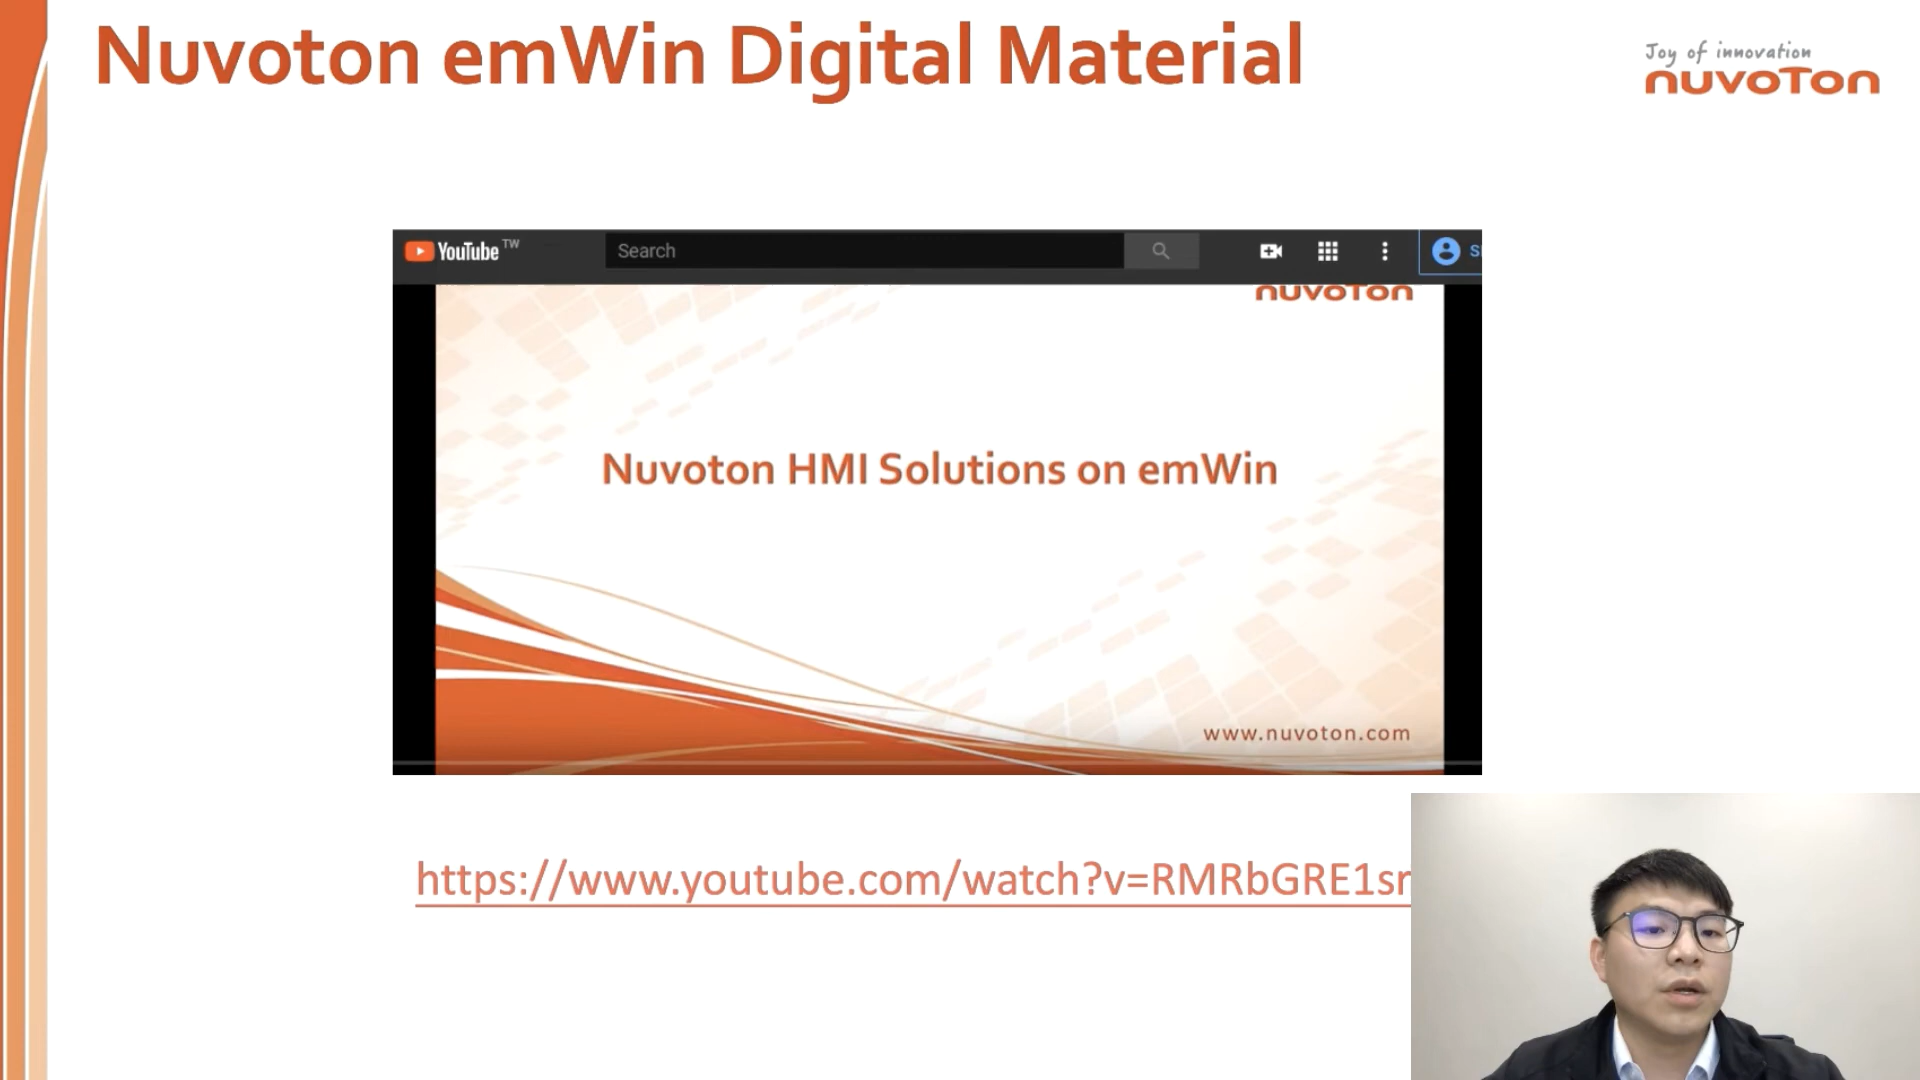 Nuvoton emWin Digital Material
Joy of innovation
nuvoTon
YouTube TW
Search
nuvoTon
Nuvoton HMI Solutions on emWin
www.nuvoton.com
https://www.youtube.com/watch?v=RMRbGRE1sr